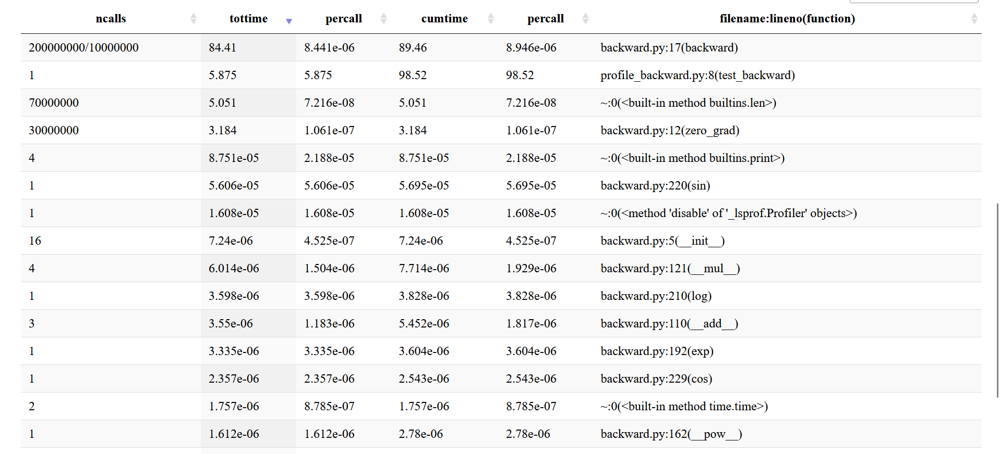 ncalls tottime percall cumtime percall filename:lineno(function)
200000000/10000000 84.41 8.441e-06 89.46 8.946e-06 backward.py:17(backward)
1 5.875 5.875 98.52 98.52 profile_backward.py:8(test_backward)
70000000 5.051 7.216e-08 5.051 7.216e-08 ~:0(<built-in method builtins.len>)
30000000 3.184 1.061e-07 3.184 1.061e-07 backward.py:12(zero_grad)
4 8.751e-05 2.188e-05 8.751e-05 2.188e-05 ~:0(<built-in method builtins.print>)
1 5.606e-05 5.606e-05 5.695e-05 5.695e-05 backward.py:220(sin)
1 1.608e-05 1.608e-05 1.608e-05 1.608e-05 ~:0(<method 'disable' of '_lsprof.Profiler' objects>)
16 7.24e-06 4.525e-07 7.24e-06 4.525e-07 backward.py:5(__init__)
4 6.014e-06 1.504e-06 7.714e-06 1.929e-06 backward.py:121(__mul__)
1 3.598e-06 3.598e-06 3.828e-06 3.828e-06 backward.py:210(log)
3 3.55e-06 1.183e-06 5.452e-06 1.817e-06 backward.py:110(__add__)
1 3.335e-06 3.335e-06 3.604e-06 3.604e-06 backward.py:192(exp)
1 2.357e-06 2.357e-06 2.543e-06 2.543e-06 backward.py:229(cos)
2 1.757e-06 8.785e-07 1.757e-06 8.785e-07 ~:0(<built-in method time.time>)
1 1.612e-06 1.612e-06 2.78e-06 2.78e-06 backward.py:162(__pow__)